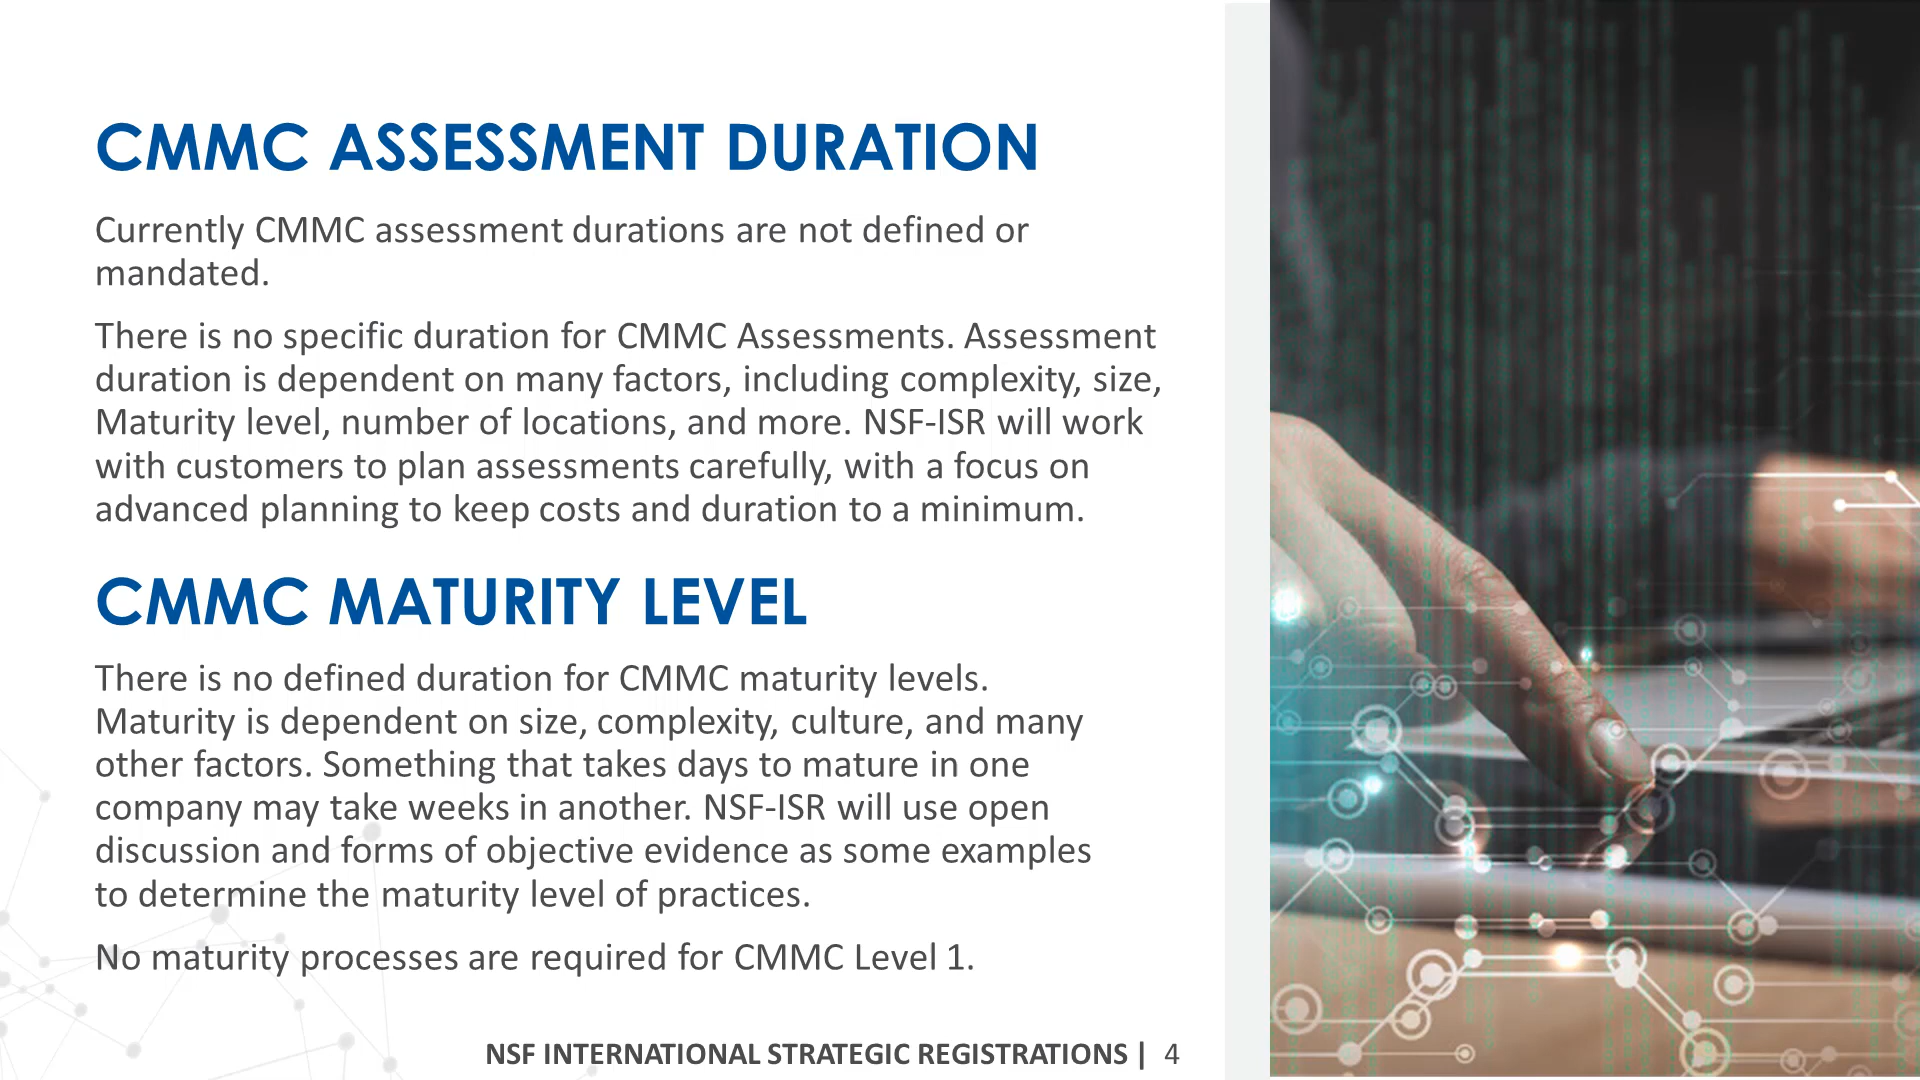 CMMC ASSESSMENT DURATION
Currently CMMC assessment durations are not defined or
mandated.
There is no specific duration for CMMC Assessments. Assessment
duration is dependent on many factors, including complexity, size,
Maturity level, number of locations, and more. NSF-ISR will work
with customers to plan assessments carefully, with a focus on
advanced planning to keep costs and duration to a minimum.
CMMC MATURITY LEVEL
There is no defined duration for CMMC maturity levels.
Maturity is dependent on size, complexity, culture, and many
other factors. Something that takes days to mature in one
company may take weeks in another. NSF-ISR will use open
discussion and forms of objective evidence as some examples
to determine the maturity level of practices.
No maturity processes are required for CMMC Level 1.
NSF INTERNATIONAL STRATEGIC REGISTRATIONS | 4